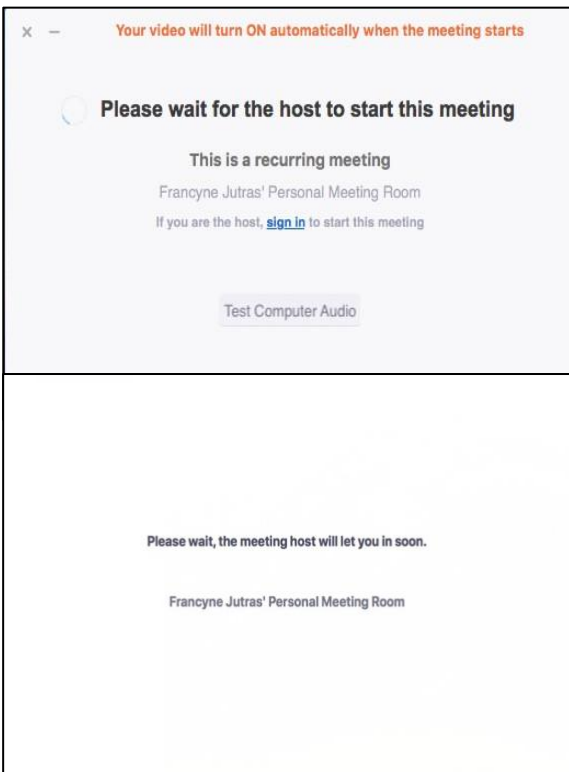 Your video will turn ON automatically when the meeting starts
Please wait for the host to start this meeting
This is a recurring meeting
Francyne Jutras' Personal Meeting Room
If you are the host, sign in to start this meeting
Test Computer Audio
Please wait, the meeting host will let you in soon.
Francyne Jutras' Personal Meeting Room